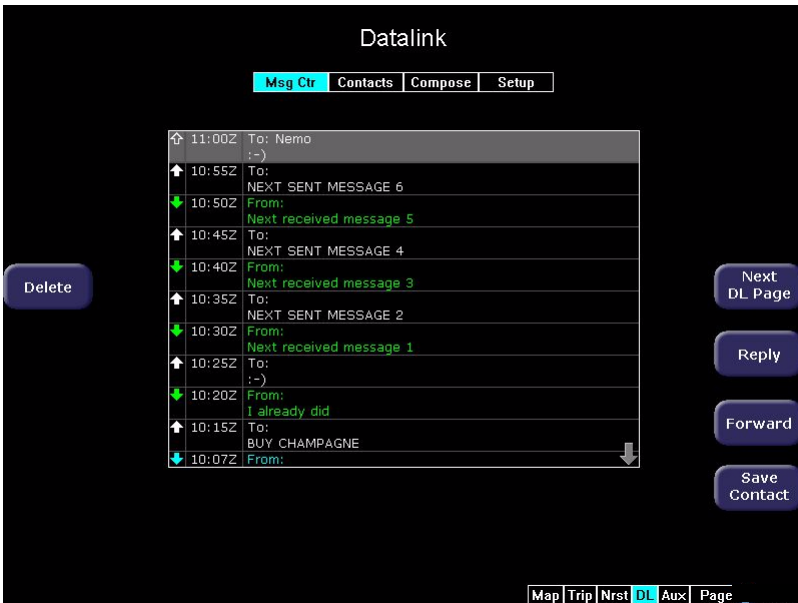 Datalink
Msg Ctr Contacts Compose Setup
11:00Z To: Nemo
:-)
10:55Z To:
NEXT SENT MESSAGE 6
10:50Z From:
Next received message 5
10:45Z To:
NEXT SENT MESSAGE 4
10:40Z From:
Next received message 3
10:35Z To:
NEXT SENT MESSAGE 2
10:30Z From:
Next received message 1
10:25Z To:
:-)
10:20Z From:
I already did
10:15Z To:
BUY CHAMPAGNE
10:07Z From:
Delete
Next
DL Page
Reply
Forward
Save
Contact
Map Trip Nrst DL Aux Page